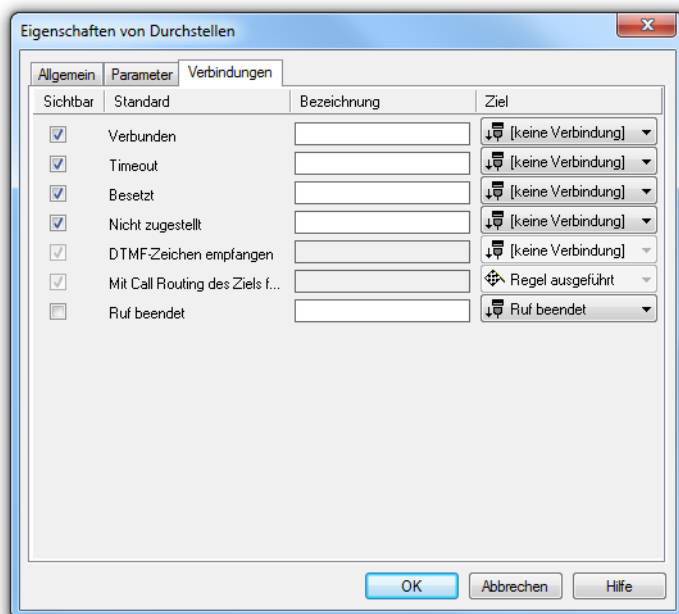 Eigenschaften von Durchstellen
Allgemein Parameter Verbindungen
Sichtbar Standard Bezeichnung Ziel
Verbunden [keine Verbindung]
Timeout [keine Verbindung]
Besetzt [keine Verbindung]
Nicht zugestellt [keine Verbindung]
DTMF-Zeichen empfangen [keine Verbindung]
Mit Call Routing des Ziels f... Regel ausgeführt
Ruf beendet Ruf beendet
OK Abbrechen Hilfe